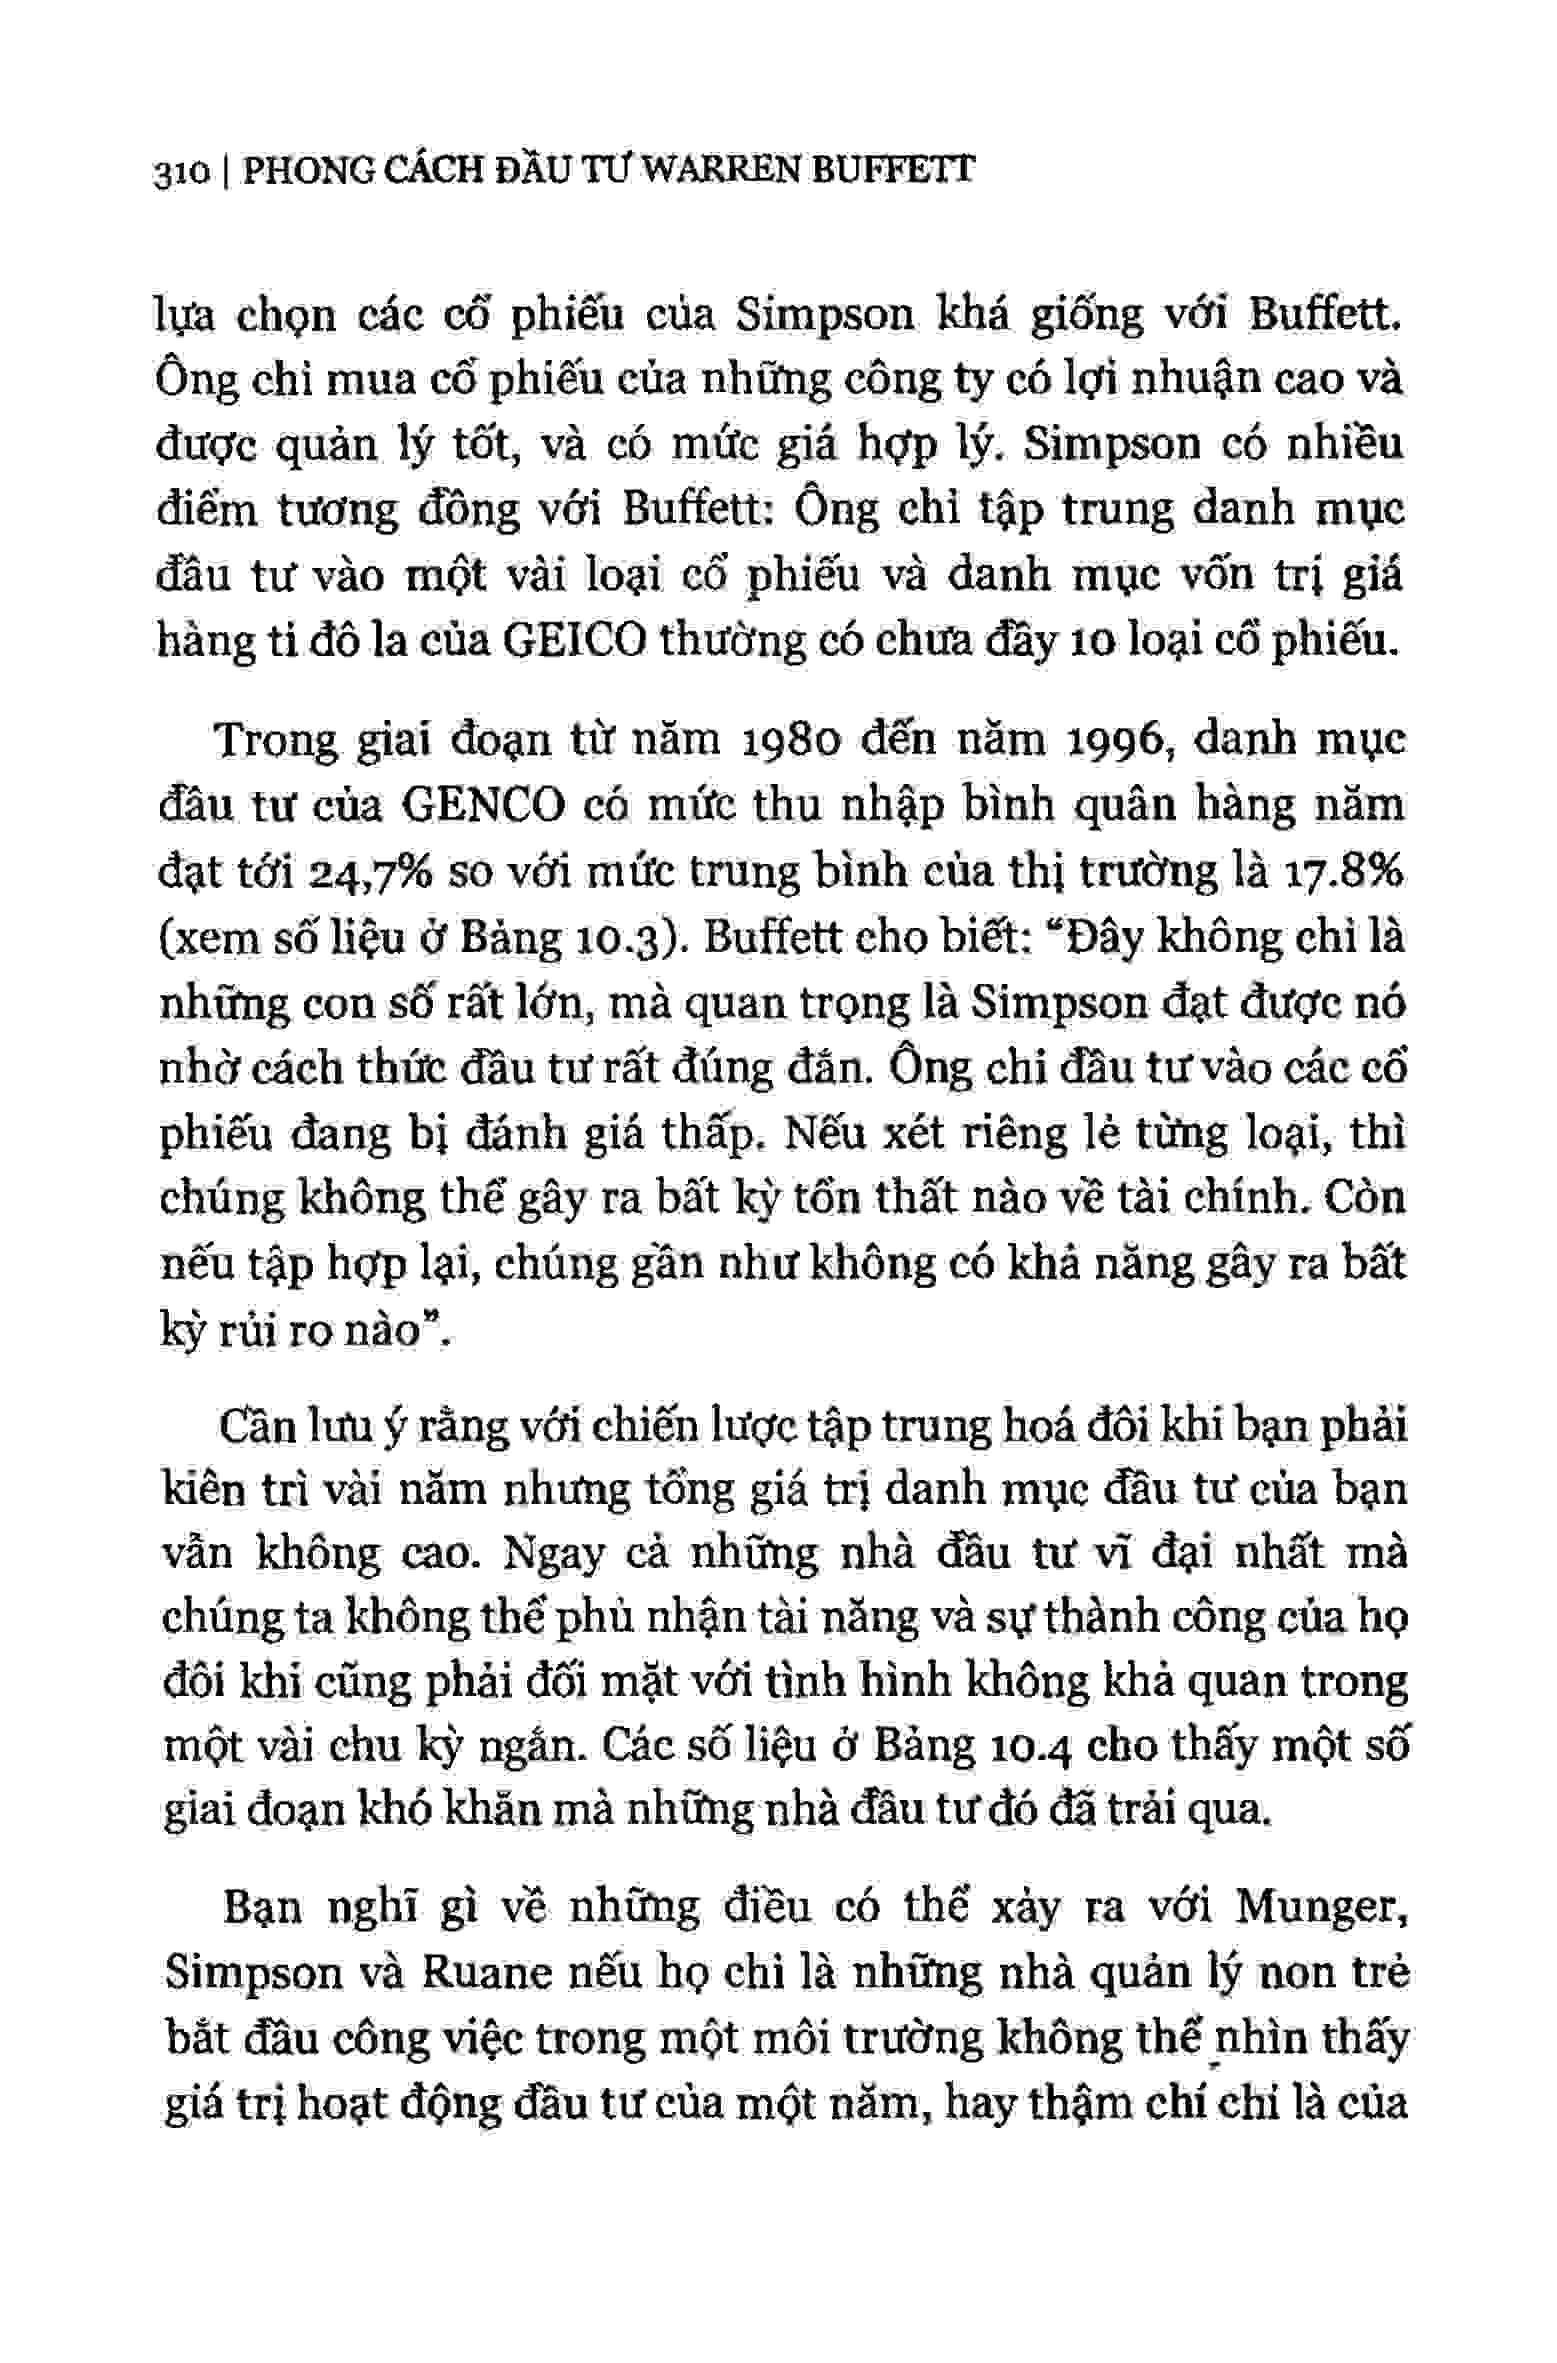 310 | PHONG CÁCH ĐẦU TƯ WARREN BUFFETT
lựa chọn các cổ phiếu của Simpson khá giống với Buffett.
Ông chỉ mua cổ phiếu của những công ty có lợi nhuận cao và
được quản lý tốt, và có mức giá hợp lý. Simpson có nhiều
điểm tương đồng với Buffett: Ông chỉ tập trung danh mục
đầu tư vào một vài loại cổ phiếu và danh mục vốn trị giá
hàng tỉ đô la của GEICO thường có chưa đầy 10 loại cổ phiếu.
Trong giai đoạn từ năm 1980 đến năm 1996, danh mục
đầu tư của GENCO có mức thu nhập bình quân hàng năm
đạt tới 24,7% so với mức trung bình của thị trường là 17.8%
(xem số liệu ở Bảng 10.3). Buffett cho biết: “Đây không chỉ là
những con số rất lớn, mà quan trọng là Simpson đạt được nó
nhờ cách thức đầu tư rất đúng đắn. Ông chỉ đầu tư vào các cổ
phiếu đang bị đánh giá thấp. Nếu xét riêng lẻ từng loại, thì
chúng không thể gây ra bất kỳ tổn thất nào về tài chính. Còn
nếu tập hợp lại, chúng gần như không có khả năng gây ra bất
kỳ rủi ro nào”.
Cần lưu ý rằng với chiến lược tập trung hoá đôi khi bạn phải
kiên trì vài năm nhưng tổng giá trị danh mục đầu tư của bạn
vẫn không cao. Ngay cả những nhà đầu tư vĩ đại nhất mà
chúng ta không thể phủ nhận tài năng và sự thành công của họ
đôi khi cũng phải đối mặt với tình hình không khả quan trong
một vài chu kỳ ngắn. Các số liệu ở Bảng 10.4 cho thấy một số
giai đoạn khó khăn mà những nhà đầu tư đó đã trải qua.
Bạn nghĩ gì về những điều có thể xảy ra với Munger,
Simpson và Ruane nếu họ chỉ là những nhà quản lý non trẻ
bắt đầu công việc trong một môi trường không thể nhìn thấy
giá trị hoạt động đầu tư của một năm, hay thậm chí chỉ là của